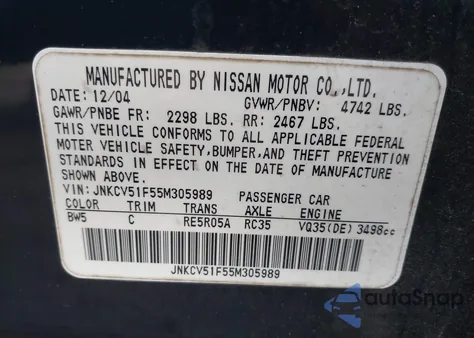 MANUFACTURED BY NISSAN MOTOR CO.,LTD.
DATE: 12/04 GVWR/PNBV: 4742 LBS.
GAWR/PNBE FR: 2298 LBS. RR: 2467 LBS.
THIS VEHICLE CONFORMS TO ALL APPLICABLE FEDERAL
MOTOR VEHICLE SAFETY, BUMPER, AND THEFT PREVENTION
STANDARDS IN EFFECT ON THE DATE OF MANUFACTURE
SHOWN ABOVE.
VIN: JNKCV51F55M305989 PASSENGER CAR
COLOR TRIM TRANS AXLE ENGINE
BW5 C RE5R05A RC35 VQ35(DE) 3498cc
JNKCV51F55M305989
autoSnap